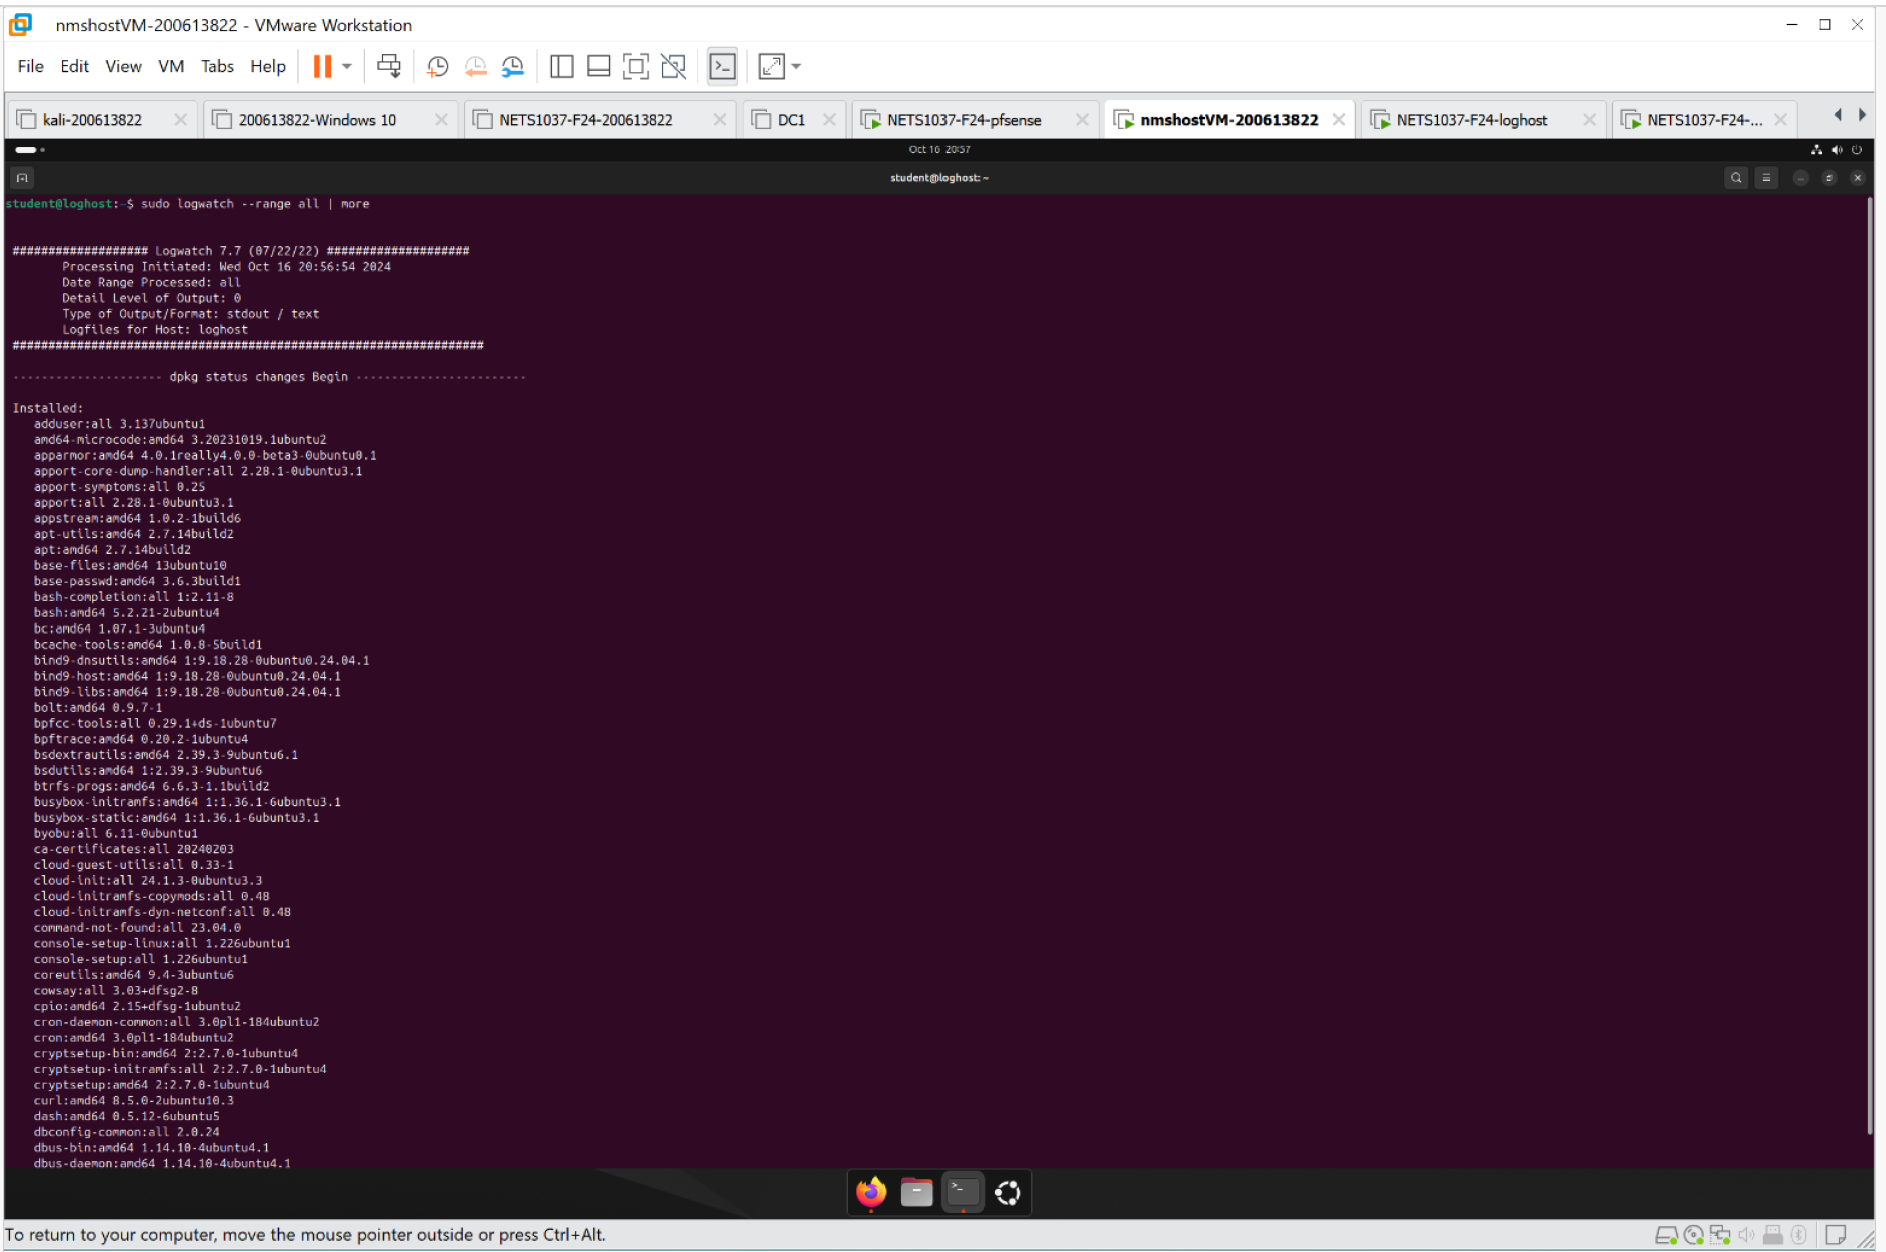 nmshostVM-200613822 - VMware Workstation
File Edit View VM Tabs Help
kali-200613822 200613822-Windows 10 NETS1037-F24-200613822 DC1 NETS1037-F24-pfsense nmshostVM-200613822 NETS1037-F24-loghost NETS1037-F24-...
Oct 16 20:57
student@loghost: ~
student@loghost:~$ sudo logwatch --range all | more
################### Logwatch 7.7 (07/22/22) ####################
Processing Initiated: Wed Oct 16 20:56:54 2024
Date Range Processed: all
Detail Level of Output: 0
Type of Output/Format: stdout / text
Logfiles for Host: loghost
##################################################################
--------------------- dpkg status changes Begin ------------------------
Installed:
adduser:all 3.137ubuntu1
amd64-microcode:amd64 3.20231019.1ubuntu2
apparmor:amd64 4.0.1really4.0.0-beta3-0ubuntu0.1
apport-core-dump-handler:all 2.28.1-0ubuntu3.1
apport-symptoms:all 0.25
apport:all 2.28.1-0ubuntu3.1
appstream:amd64 1.0.2-1build6
apt-utils:amd64 2.7.14build2
apt:amd64 2.7.14build2
base-files:amd64 13ubuntu10
base-passwd:amd64 3.6.3build1
bash-completion:all 1:2.11-8
bash:amd64 5.2.21-2ubuntu4
bc:amd64 1.07.1-3ubuntu4
bcache-tools:amd64 1.0.8-5build1
bind9-dnsutils:amd64 1:9.18.28-0ubuntu0.24.04.1
bind9-host:amd64 1:9.18.28-0ubuntu0.24.04.1
bind9-libs:amd64 1:9.18.28-0ubuntu0.24.04.1
bolt:amd64 0.9.7-1
bpfcc-tools:all 0.29.1+ds-1ubuntu7
bpftrace:amd64 0.20.2-1ubuntu4
bsdextrautils:amd64 2.39.3-9ubuntu6.1
bsdutils:amd64 1:2.39.3-9ubuntu6
btrfs-progs:amd64 6.6.3-1.1build2
busybox-initramfs:amd64 1:1.36.1-6ubuntu3.1
busybox-static:amd64 1:1.36.1-6ubuntu3.1
byobu:all 6.11-0ubuntu1
ca-certificates:all 20240203
cloud-guest-utils:all 0.33-1
cloud-init:all 24.1.3-0ubuntu3.3
cloud-initramfs-copymods:all 0.48
cloud-initramfs-dyn-netconf:all 0.48
command-not-found:all 23.04.0
console-setup-linux:all 1.226ubuntu1
console-setup:all 1.226ubuntu1
coreutils:amd64 9.4-3ubuntu6
cowsay:all 3.03+dfsg2-8
cpio:amd64 2.15+dfsg-1ubuntu2
cron-daemon-common:all 3.0pl1-184ubuntu2
cron:amd64 3.0pl1-184ubuntu2
cryptsetup-bin:amd64 2:2.7.0-1ubuntu4
cryptsetup-initramfs:all 2:2.7.0-1ubuntu4
cryptsetup:amd64 2:2.7.0-1ubuntu4
curl:amd64 8.5.0-2ubuntu10.3
dash:amd64 0.5.12-6ubuntu5
dbconfig-common:all 2.0.24
dbus-bin:amd64 1.14.10-4ubuntu4.1
dbus-daemon:amd64 1.14.10-4ubuntu4.1
To return to your computer, move the mouse pointer outside or press Ctrl+Alt.